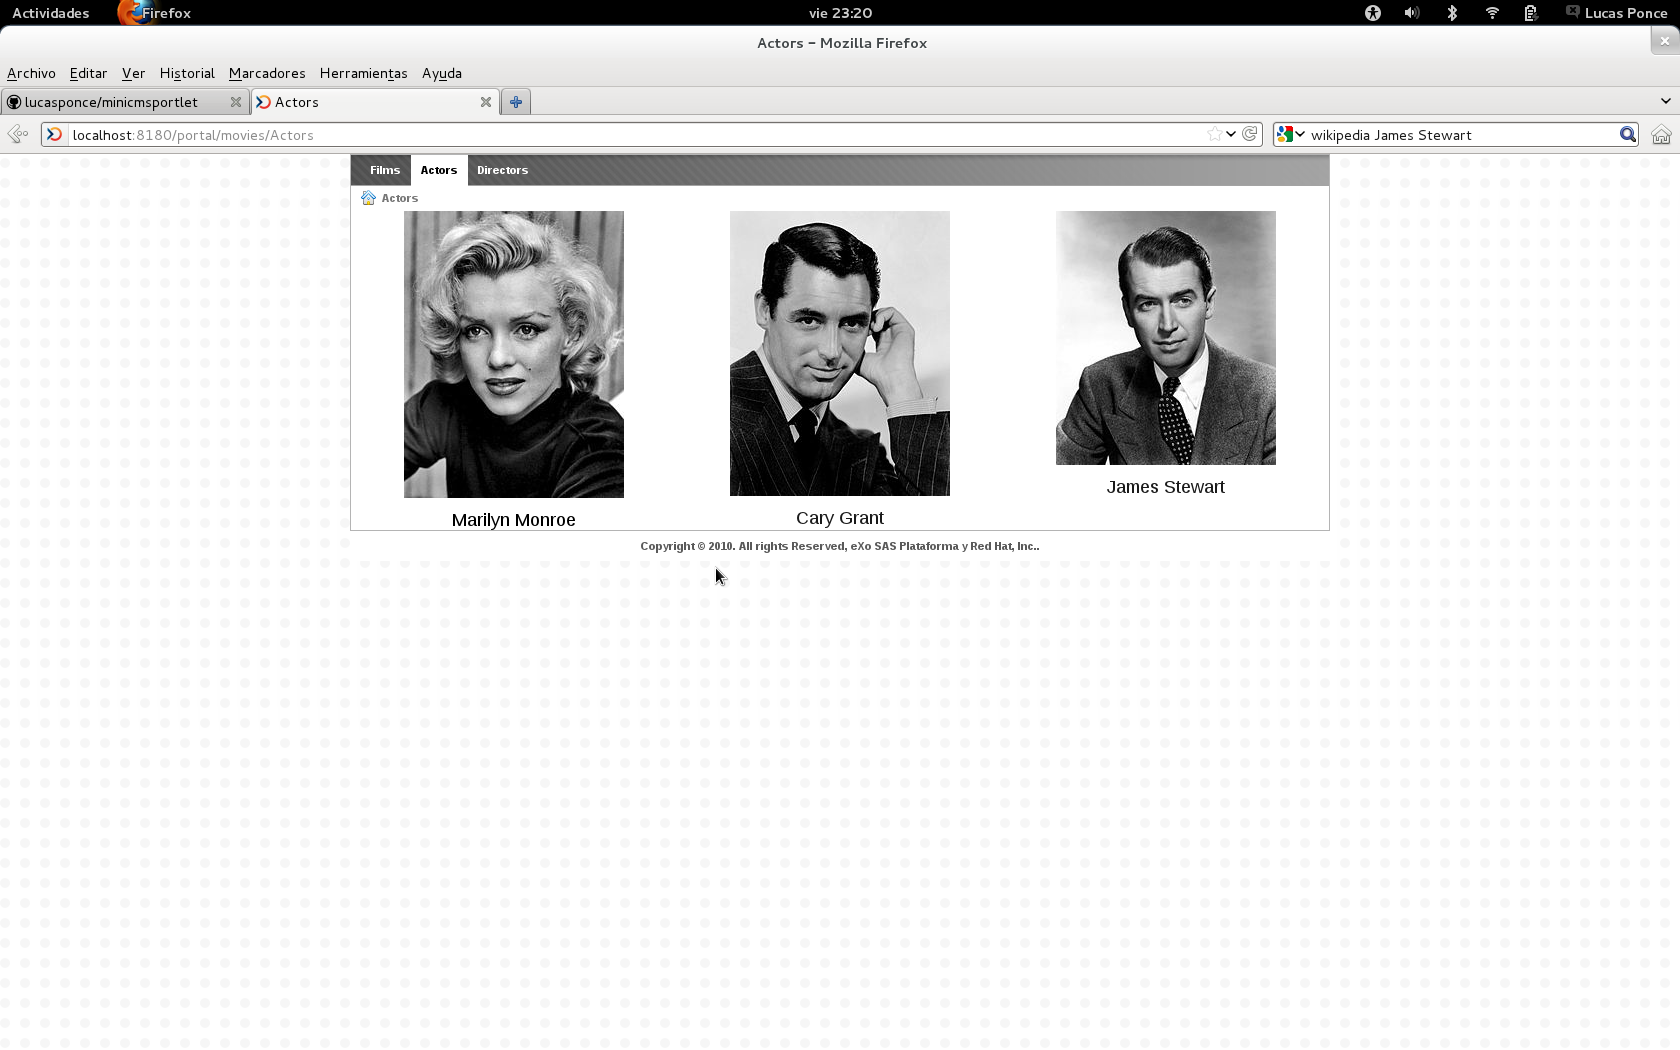 Actividades Firefox vie 23:20 Lucas Ponce
Actors - Mozilla Firefox
Archivo Editar Ver Historial Marcadores Herramientas Ayuda
lucasponce/minicmsportlet Actors
localhost:8180/portal/movies/Actors wikipedia James Stewart
Films Actors Directors
Actors
Marilyn Monroe Cary Grant James Stewart
Copyright © 2010. All rights Reserved, eXo SAS Plataforma y Red Hat, Inc..